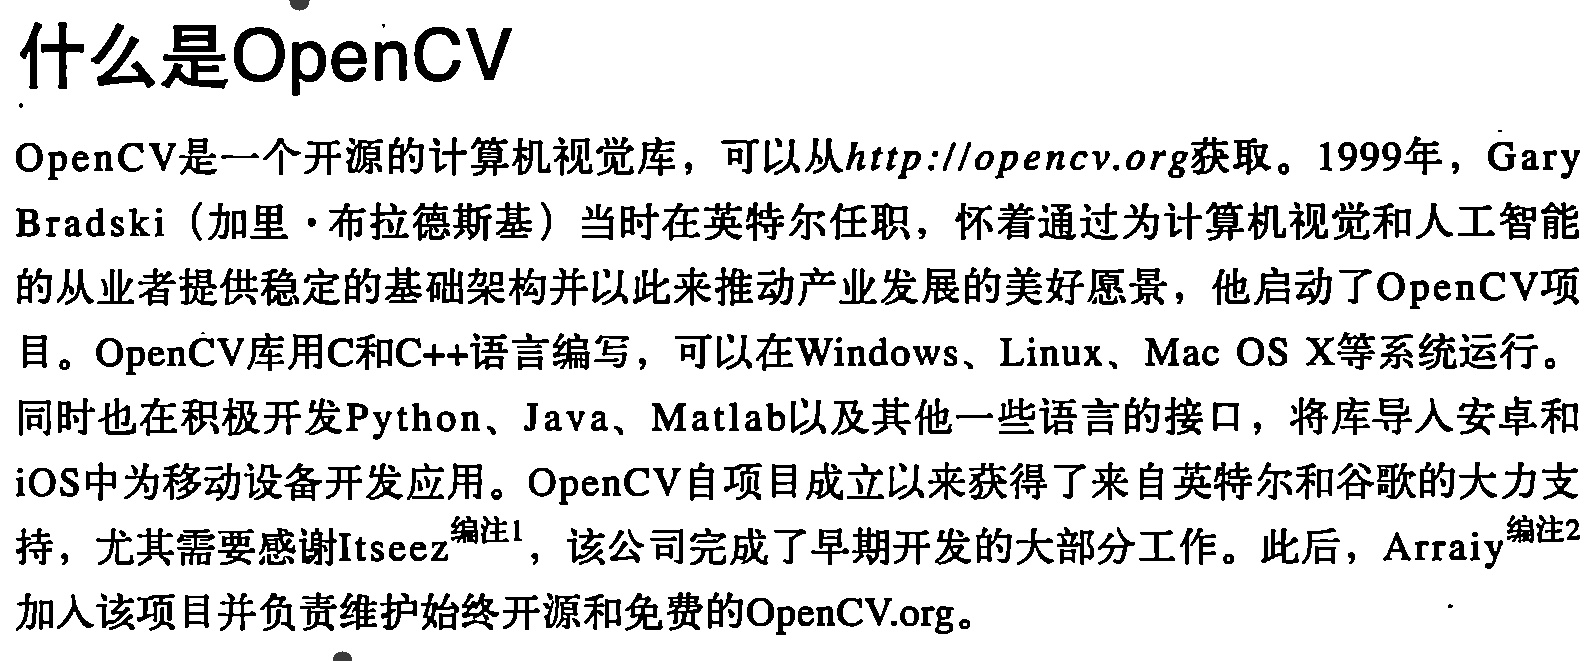 什么是OpenCV
OpenCV是一个开源的计算机视觉库，可以从http://opencv.org获取。1999年，Gary
Bradski（加里·布拉德斯基）当时在英特尔任职，怀着通过为计算机视觉和人工智能
的从业者提供稳定的基础架构并以此来推动产业发展的美好愿景，他启动了OpenCV项
目。OpenCV库用C和C++语言编写，可以在Windows、Linux、Mac OS X等系统运行。
同时也在积极开发Python、Java、Matlab以及其他一些语言的接口，将库导入安卓和
iOS中为移动设备开发应用。OpenCV自项目成立以来获得了来自英特尔和谷歌的大力支
持，尤其需要感谢Itseez编注1，该公司完成了早期开发的大部分工作。此后，Arraiy编注2
加入该项目并负责维护始终开源和免费的OpenCV.org。